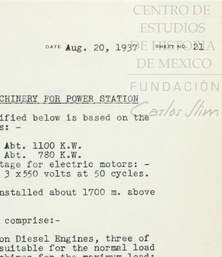 CENTRO DE
ESTUDIOS
DE HISTORIA
DE MEXICO
FUNDACIÓN
Carlos Slim
DATE Aug. 20, 1937 SHEET NO. 21
CHINERY FOR POWER STATION
ified below is based on the
s: -
Abt. 1100 K.W.
Abt. 780 K.W.
tage for electric motors: -
3 x 550 volts at 50 cycles.
nstalled about 1700 m. above
comprise:-
on Diesel Engines, three of
suitable for the normal load